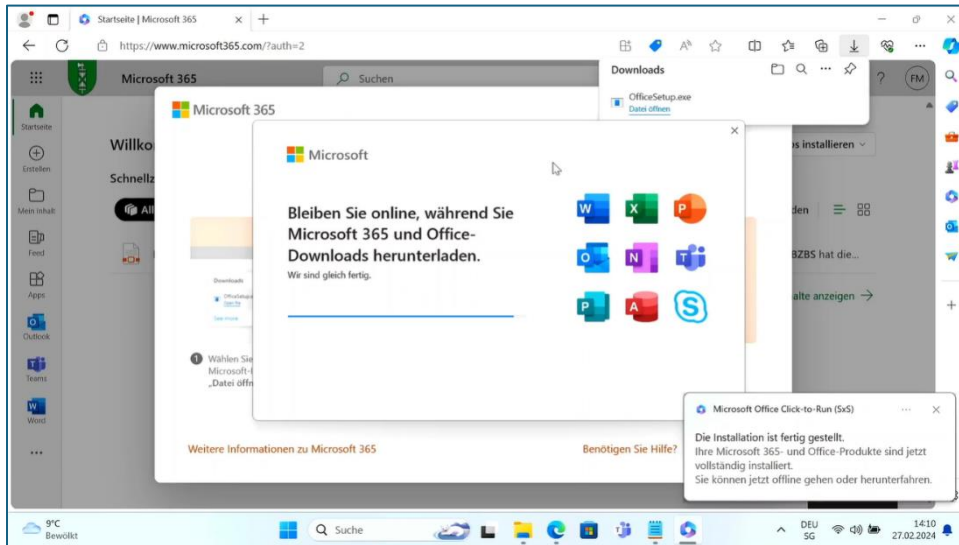 Startseite | Microsoft 365
https://www.microsoft365.com/?auth=2
Microsoft 365
Suchen
Downloads
OfficeSetup.exe
Datei öffnen
FM
Startseite
Erstellen
Mein Inhalt
Feed
Apps
Outlook
Teams
Word
Willko
installieren
Schnellz
All
den
BZBS hat die...
alte anzeigen
Microsoft 365
Downloads
Wählen Sie
Microsoft-
„Datei öffn
Weitere Informationen zu Microsoft 365
Benötigen Sie Hilfe?
Microsoft
Bleiben Sie online, während Sie
Microsoft 365 und Office-
Downloads herunterladen.
Wir sind gleich fertig.
Microsoft Office Click-to-Run (SxS)
Die Installation ist fertig gestellt.
Ihre Microsoft 365- und Office-Produkte sind jetzt
vollständig installiert.
Sie können jetzt offline gehen oder herunterfahren.
9°C
Bewölkt
Suche
DEU
SG
14:10
27.02.2024